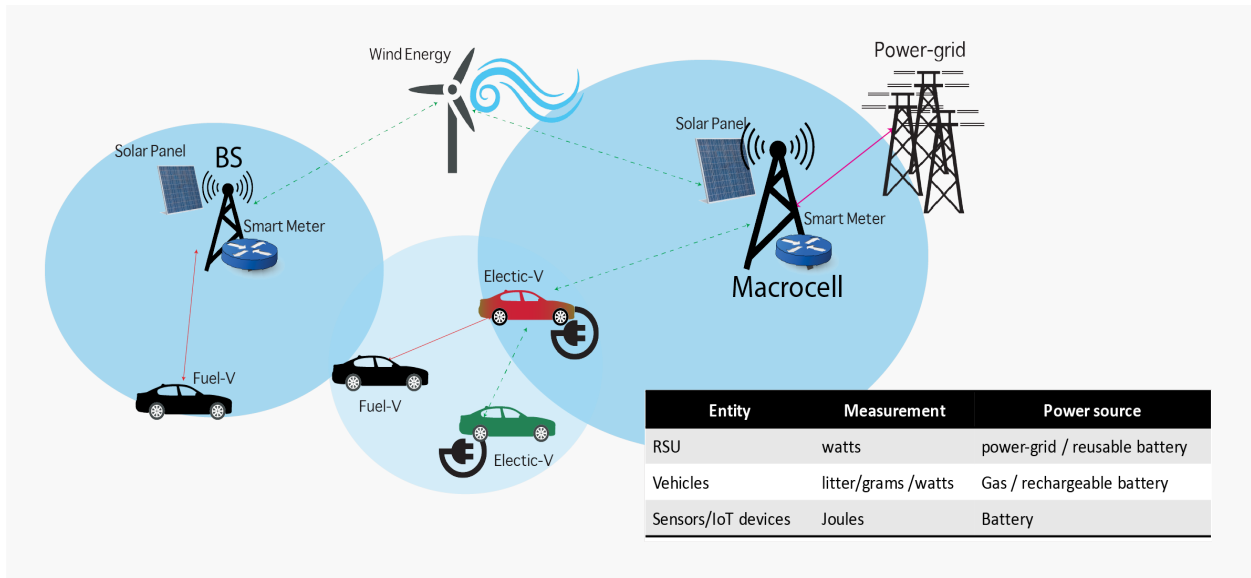 Wind Energy
Power-grid
Solar Panel
BS
Smart Meter
Solar Panel
Smart Meter
Macrocell
Electic-V
Fuel-V
Fuel-V
Electic-V
Entity Measurement Power source
RSU watts power-grid / reusable battery
Vehicles litter/grams /watts Gas / rechargeable battery
Sensors/IoT devices Joules Battery